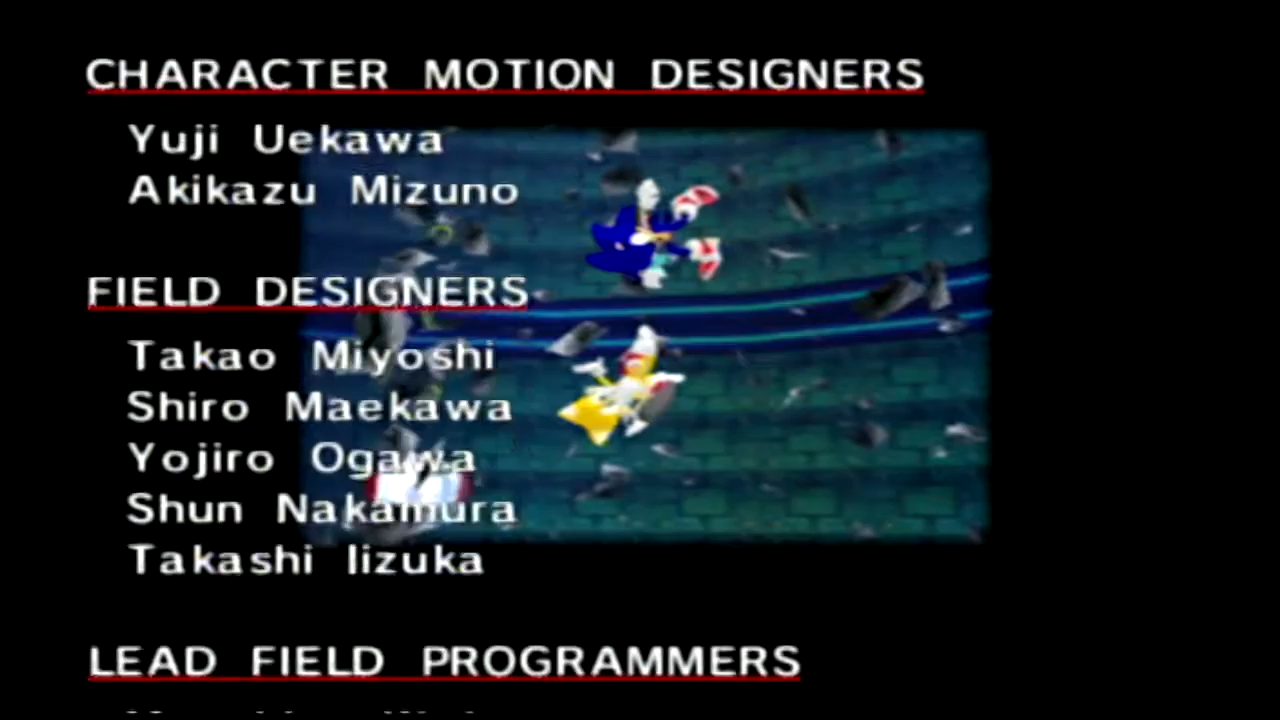 CHARACTER MOTION DESIGNERS
Yuji Uekawa
Akikazu Mizuno
FIELD DESIGNERS
Takao Miyoshi
Shiro Maekawa
Yojiro Ogawa
Shun Nakamura
Takashi Iizuka
LEAD FIELD PROGRAMMERS